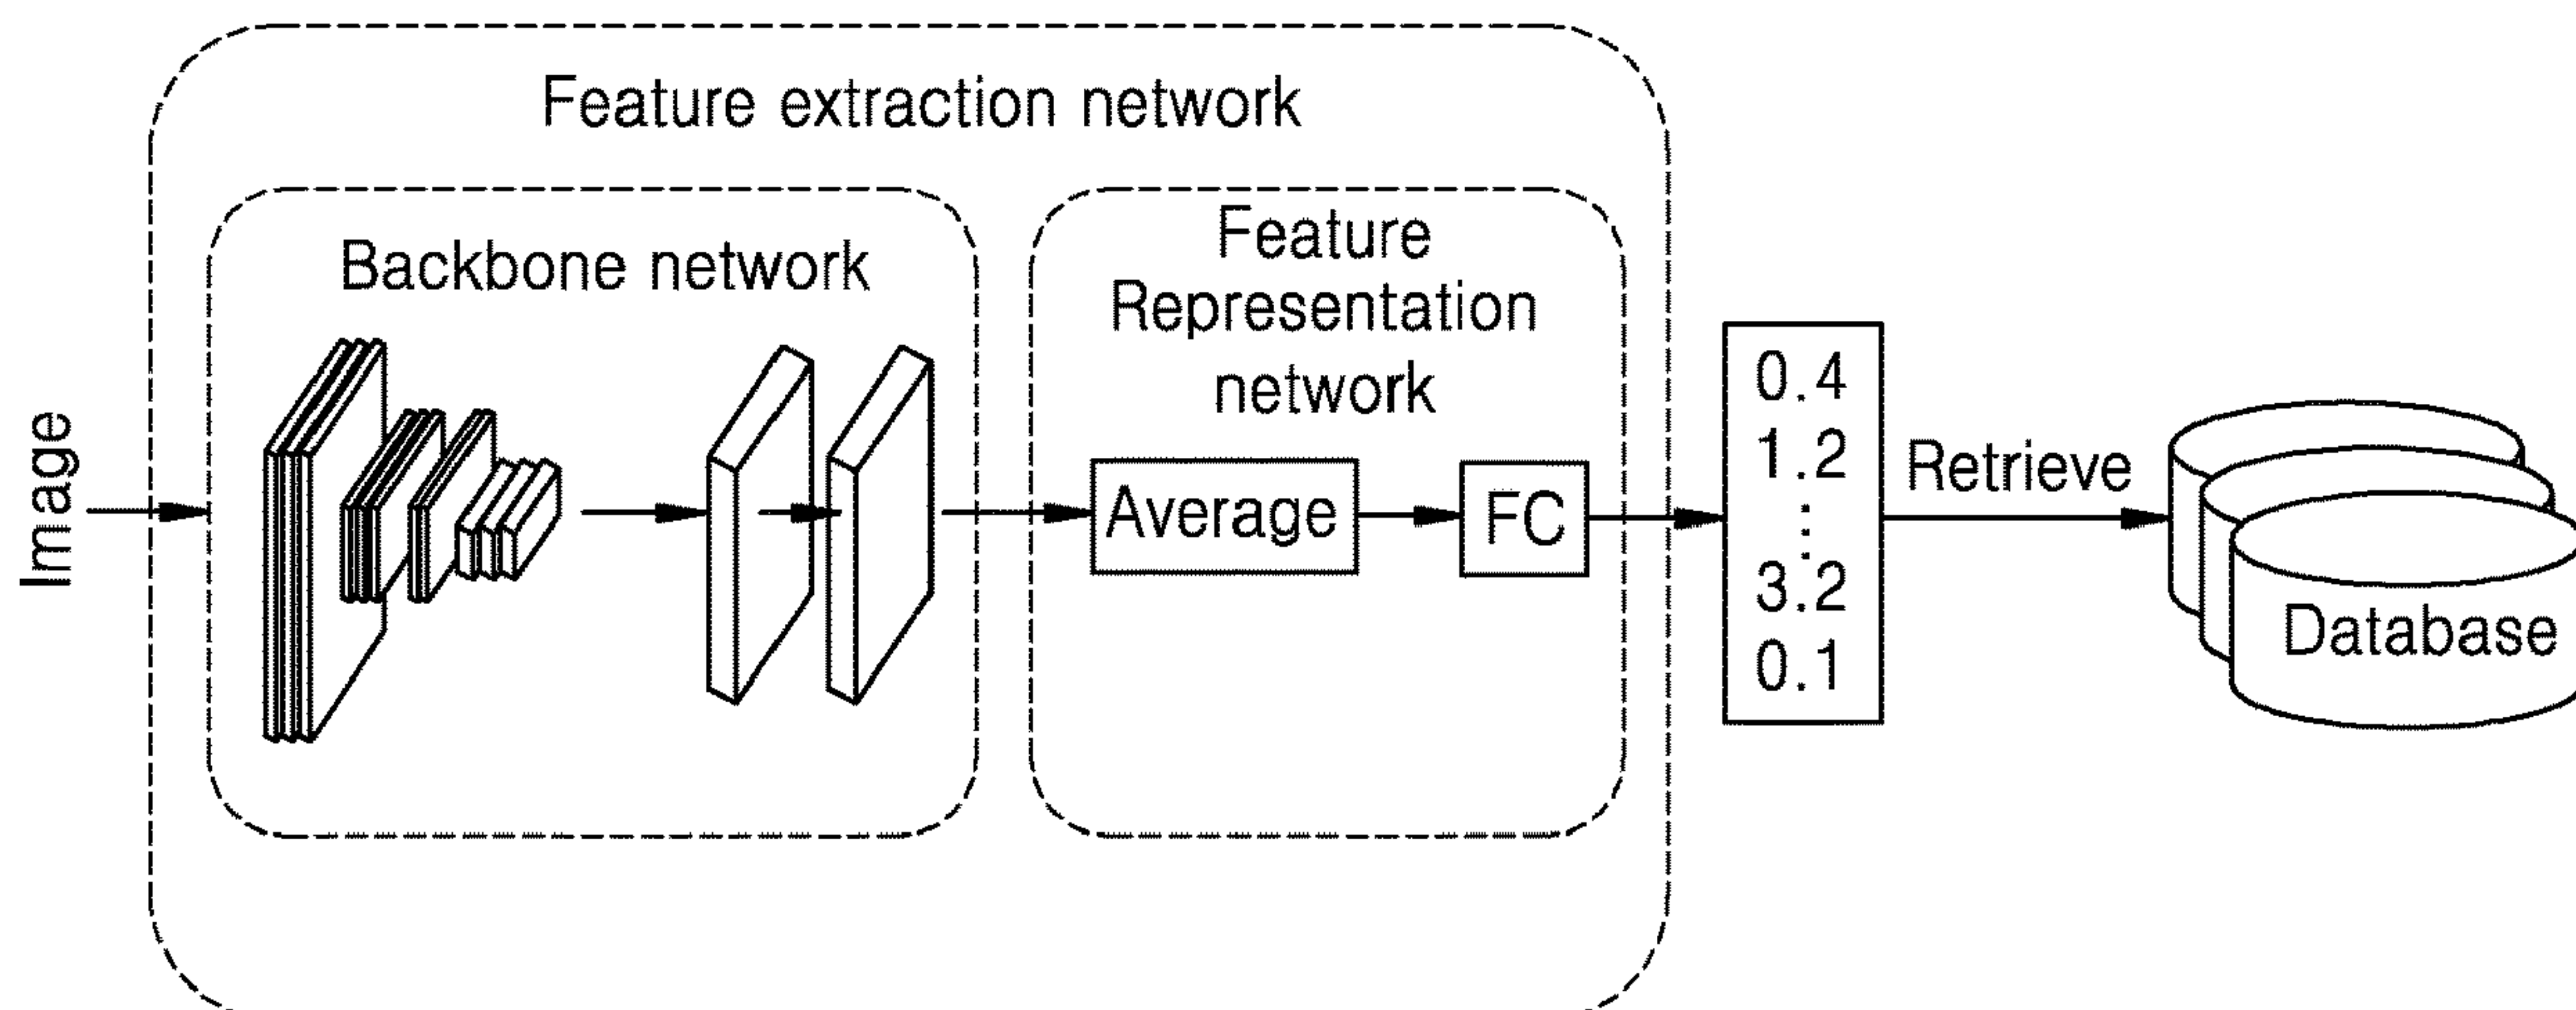 Feature extraction network
Backbone network
Feature
Representation
network
Image
Average
FC
0.4
1.2
⋮
3.2
0.1
Retrieve
Database